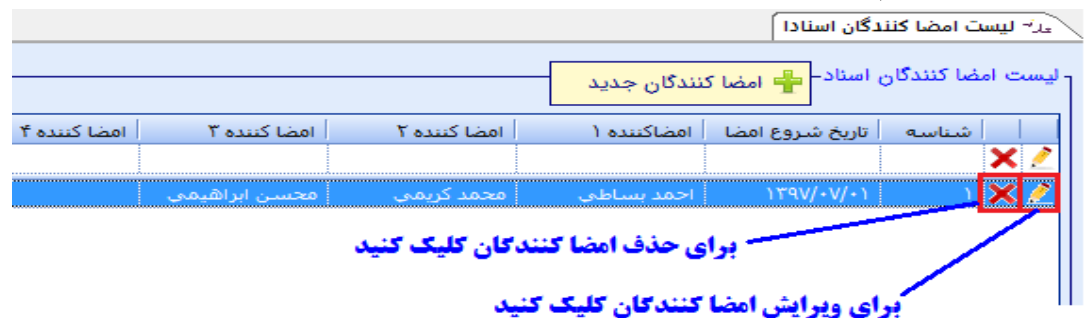 لیست امضا کنندگان اسنادا
لیست امضا کنندگان اسناد
امضا کنندگان جدید
شناسه تاریخ شروع امضا امضاکننده ۱ امضا کننده ۲ امضا کننده ۳ امضا کننده ۴
۱ ۱۳۹۷/۰۷/۰۱ احمد بساطی محمد کریمی محسن ابراهیمی
برای حذف امضا کنندگان کلیک کنید
برای ویرایش امضا کنندگان کلیک کنید